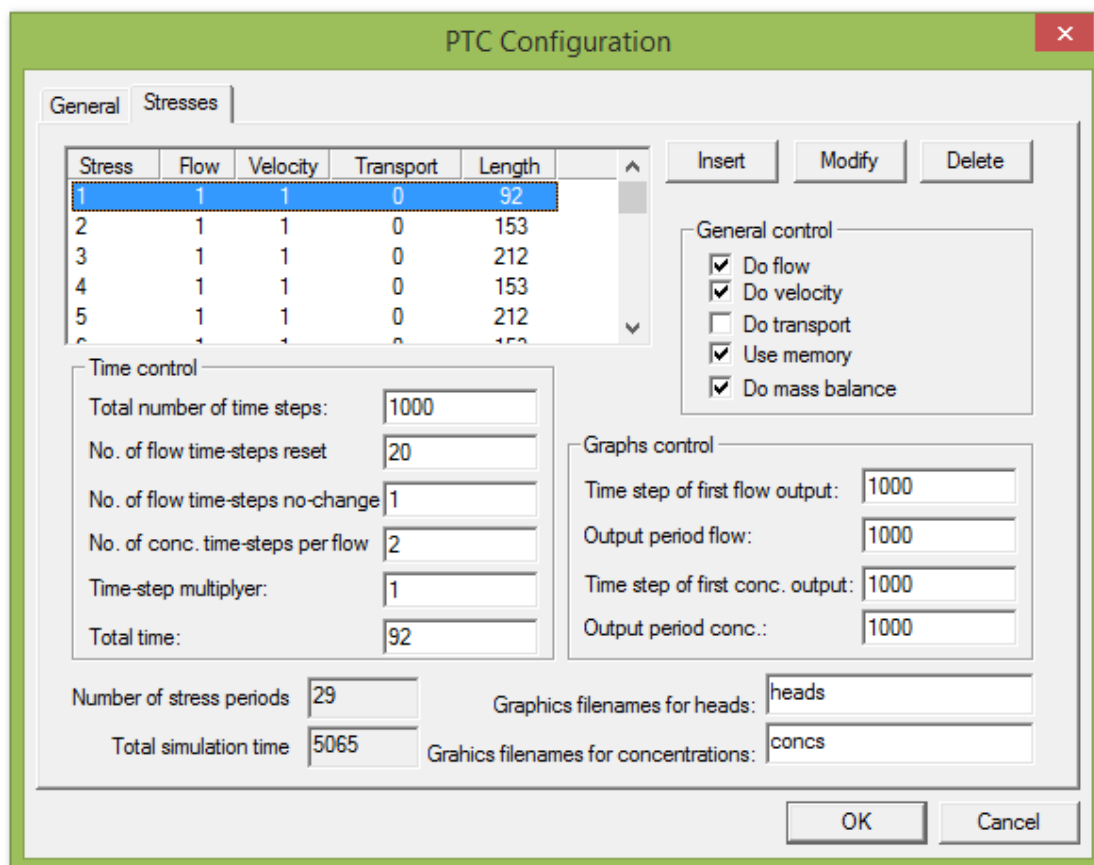 PTC Configuration
General Stresses
Stress Flow Velocity Transport Length
1 1 1 0 92
2 1 1 0 153
3 1 1 0 212
4 1 1 0 153
5 1 1 0 212
Insert Modify Delete
General control
Do flow
Do velocity
Do transport
Use memory
Do mass balance
Time control
Total number of time steps: 1000
No. of flow time-steps reset 20
No. of flow time-steps no-change 1
No. of conc. time-steps per flow 2
Time-step multiplyer: 1
Total time: 92
Graphs control
Time step of first flow output: 1000
Output period flow: 1000
Time step of first conc. output: 1000
Output period conc.: 1000
Number of stress periods 29
Total simulation time 5065
Graphics filenames for heads: heads
Grahics filenames for concentrations: concs
OK Cancel